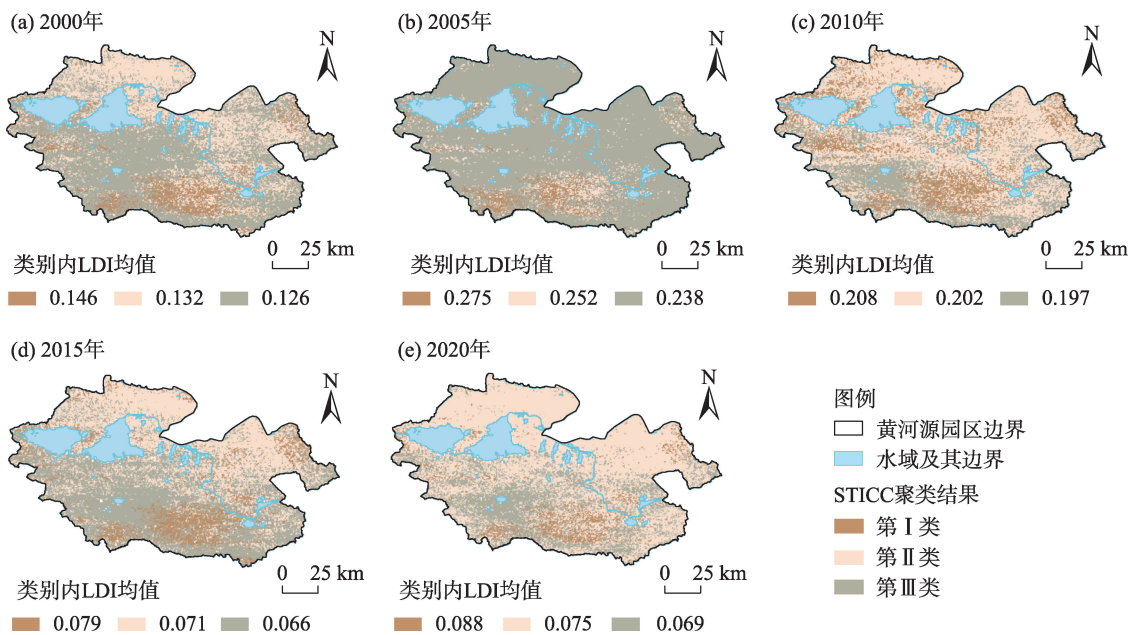 (a) 2000年
N
0 25 km
类别内LDI均值
0.146 0.132 0.126
(b) 2005年
N
0 25 km
类别内LDI均值
0.275 0.252 0.238
(c) 2010年
N
0 25 km
类别内LDI均值
0.208 0.202 0.197
(d) 2015年
N
0 25 km
类别内LDI均值
0.079 0.071 0.066
(e) 2020年
N
0 25 km
类别内LDI均值
0.088 0.075 0.069
图例
黄河源园区边界
水域及其边界
STICC聚类结果
第Ⅰ类
第Ⅱ类
第Ⅲ类